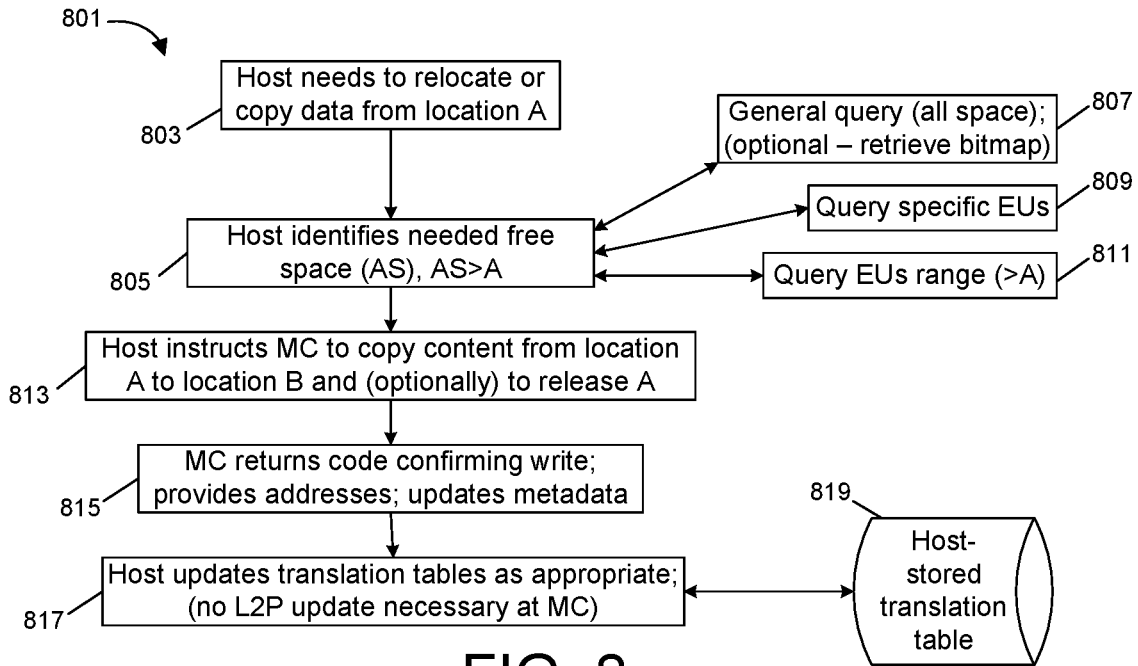 801
Host needs to relocate or
copy data from location A
803
General query (all space);
(optional – retrieve bitmap)
807
809
Query specific EUs
Host identifies needed free
space (AS), AS>A
805
Query EUs range (>A)
811
Host instructs MC to copy content from location
A to location B and (optionally) to release A
813
MC returns code confirming write;
provides addresses; updates metadata
815
819
Host-
stored
translation
table
Host updates translation tables as appropriate;
(no L2P update necessary at MC)
817